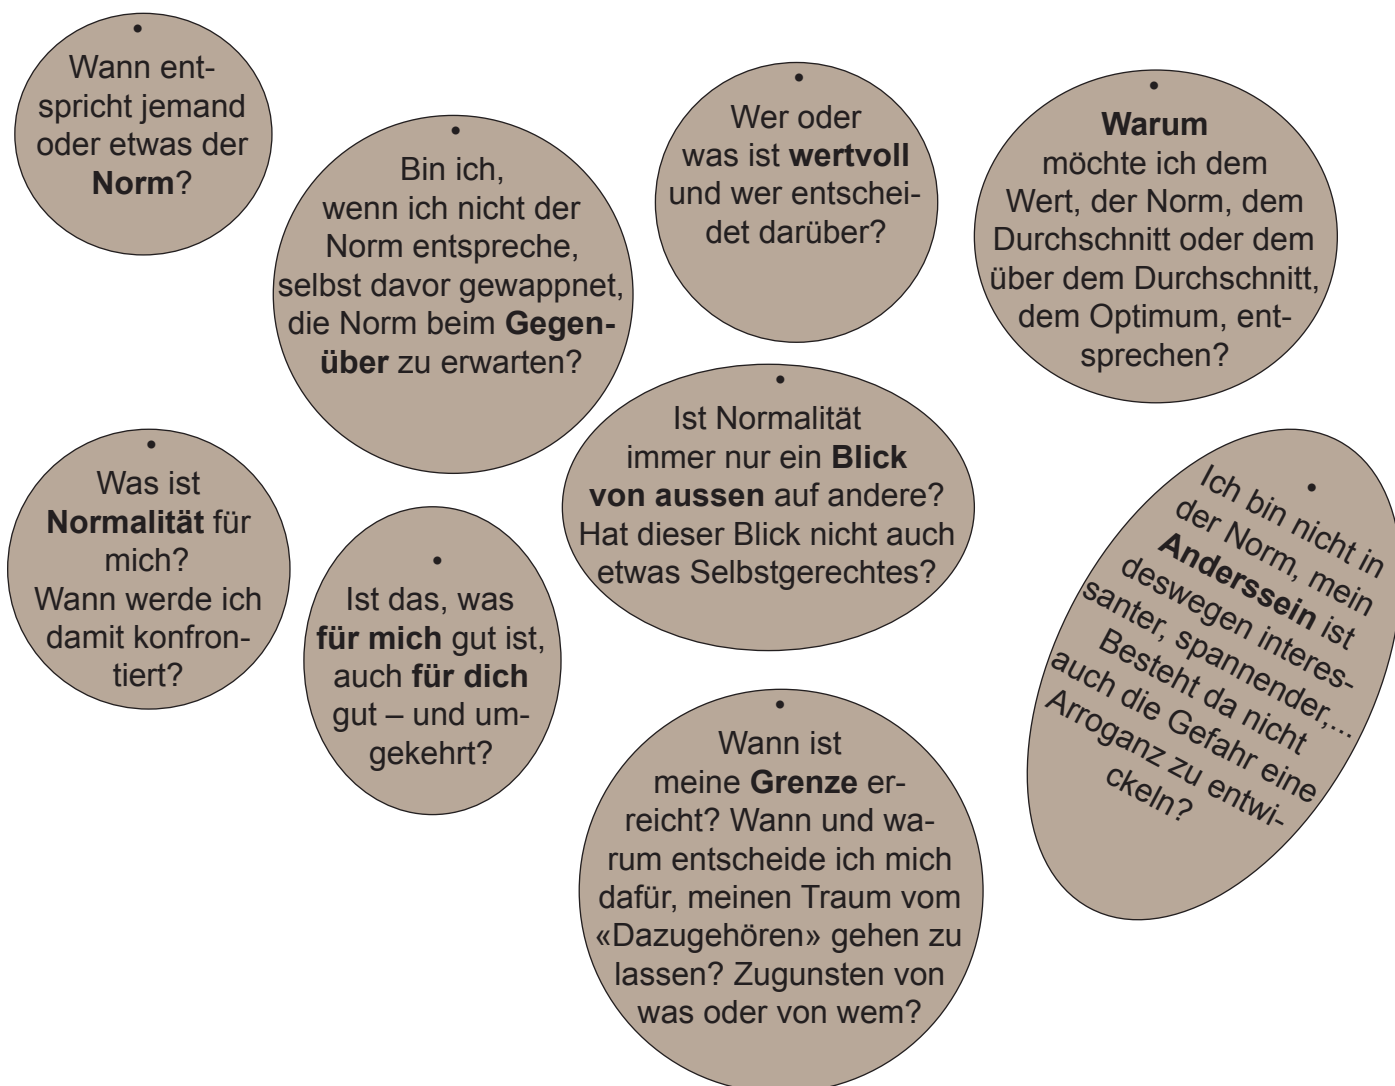 Wann ent-
spricht jemand
oder etwas der
Norm?
Bin ich,
wenn ich nicht der
Norm entspreche,
selbst davor gewappnet,
die Norm beim Gegen-
über zu erwarten?
Wer oder
was ist wertvoll
und wer entschei-
det darüber?
Warum
möchte ich dem
Wert, der Norm, dem
Durchschnitt oder dem
über dem Durchschnitt,
dem Optimum, ent-
sprechen?
Was ist
Normalität für
mich?
Wann werde ich
damit konfron-
tiert?
Ist das, was
für mich gut ist,
auch für dich
gut – und um-
gekehrt?
Ist Normalität
immer nur ein Blick
von aussen auf andere?
Hat dieser Blick nicht auch
etwas Selbstgerechtes?
Ich bin nicht in
der Norm, mein
Anderssein ist
deswegen interes-
santer, spannender,...
Besteht da nicht
auch die Gefahr eine
Arroganz zu entwi-
ckeln?
Wann ist
meine Grenze er-
reicht? Wann und wa-
rum entscheide ich mich
dafür, meinen Traum vom
«Dazugehören» gehen zu
lassen? Zugunsten von
was oder von wem?